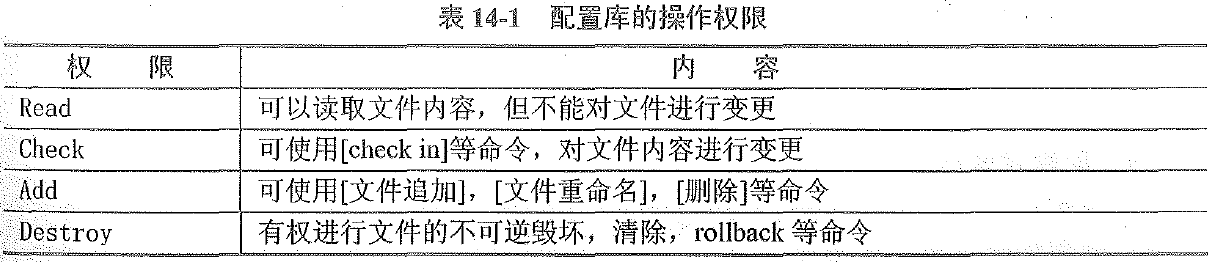 表 14-1 配置库的操作权限
权 限 内 容
Read 可以读取文件内容，但不能对文件进行变更
Check 可使用[check in]等命令，对文件内容进行变更
Add 可使用[文件追加]，[文件重命名]，[删除]等命令
Destroy 有权进行文件的不可逆毁坏，清除，rollback 等命令